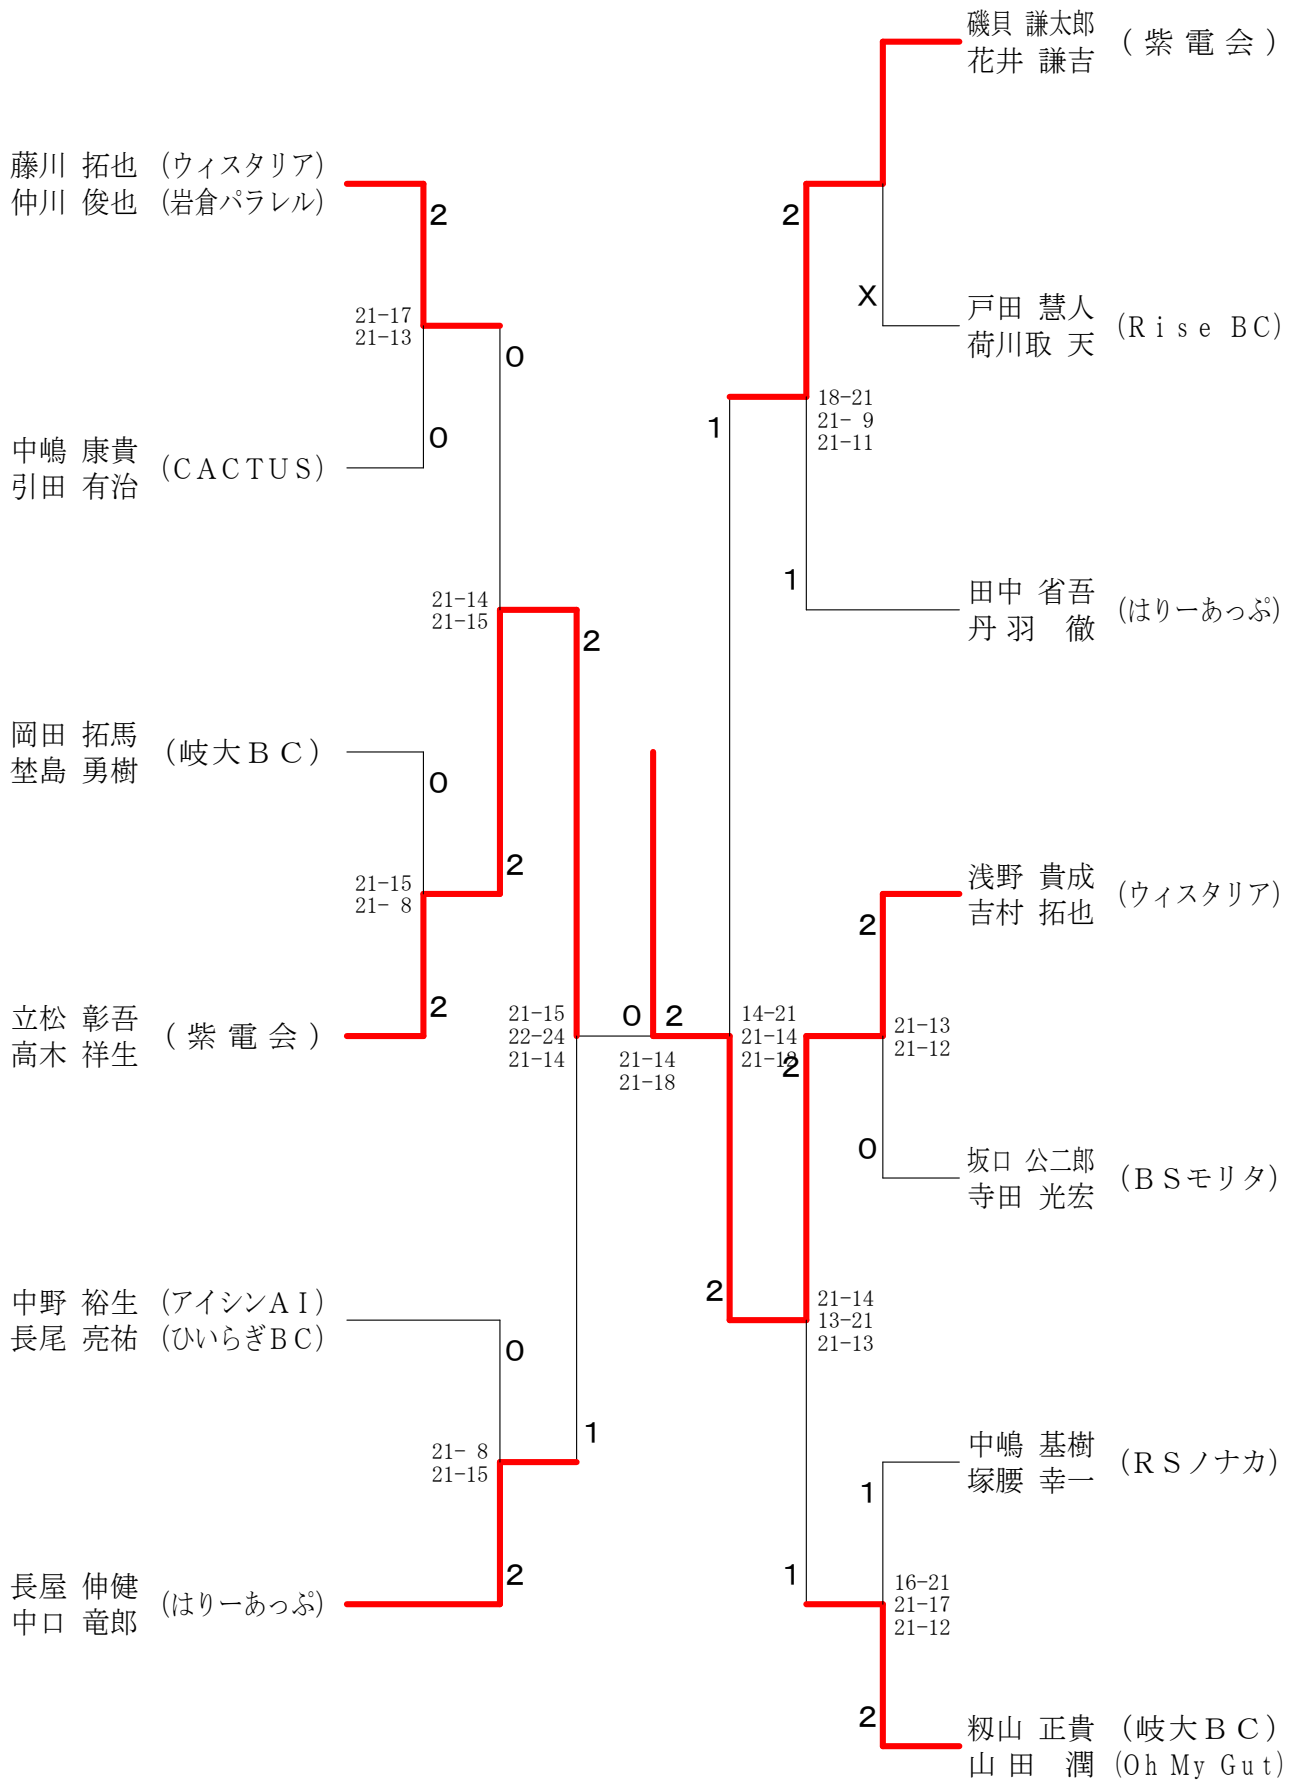 磯貝 謙太郎
花井 謙吉
(紫電会)
藤川 拓也 (ウィスタリア)
仲川 俊也 (岩倉パラレル)
2
2
X
戸田 慧人
荷川取 天
(Rise BC)
21-17
21-13
0
18-21
21- 9
21-11
1
0
中嶋 康貴
引田 有治
(CACTUS)
1
田中 省吾
丹羽 徹
(はりーあっぷ)
21-14
21-15
2
岡田 拓馬
埜島 勇樹
(岐大BC)
0
2
21-15
21- 8
浅野 貴成
吉村 拓也
(ウィスタリア)
2
立松 彰吾
高木 祥生
(紫電会)
2
21-15
22-24
21-14
0
2
21-14
21-18
14-21
21-14
2
21-13
21-12
0
坂口 公二郎
寺田 光宏
(BSモリタ)
中野 裕生 (アイシンAI)
長尾 亮祐 (ひいらぎBC)
0
2
21-14
13-21
21-13
1
21- 8
21-15
中嶋 基樹
塚腰 幸一
(RSノナカ)
1
2
1
16-21
21-17
21-12
長屋 伸健
中口 竜郎
(はりーあっぷ)
2
籾山 正貴 (岐大BC)
山田 潤 (Oh My Gut)